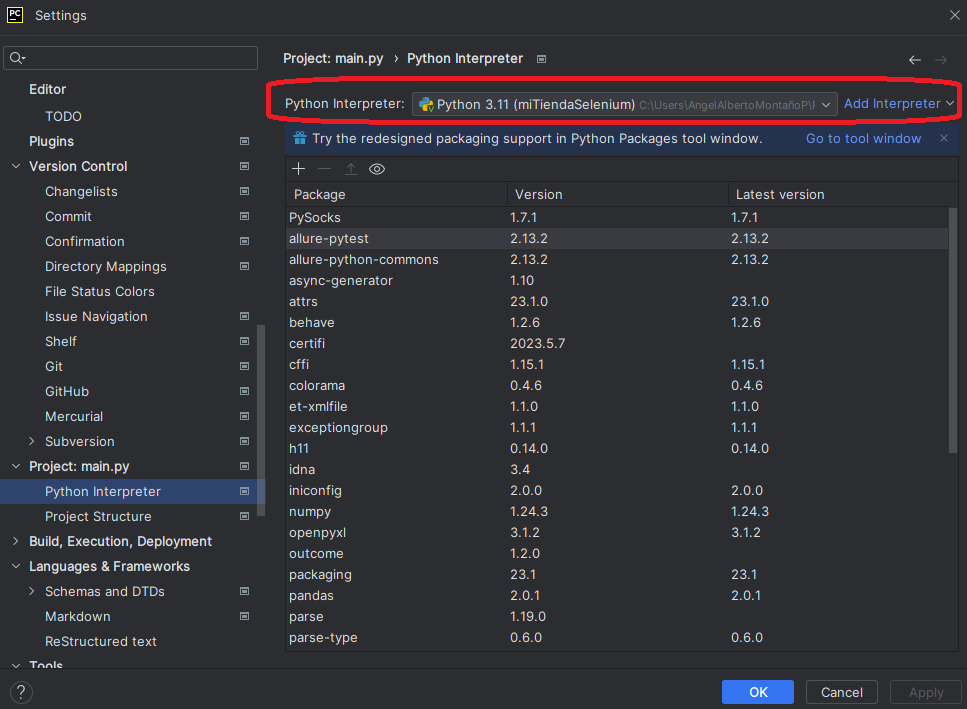 PC Settings
Project: main.py › Python Interpreter
Editor
TODO
Plugins
Version Control
Changelists
Commit
Confirmation
Directory Mappings
File Status Colors
Issue Navigation
Shelf
Git
GitHub
Mercurial
Subversion
Project: main.py
Python Interpreter
Project Structure
Build, Execution, Deployment
Languages & Frameworks
Schemas and DTDs
Markdown
ReStructured text
Tools
Python Interpreter: Python 3.11 (miTiendaSelenium) C:\Users\AngelAlbertoMontañoP\ Add Interpreter
Try the redesigned packaging support in Python Packages tool window. Go to tool window
Package Version Latest version
PySocks 1.7.1 1.7.1
allure-pytest 2.13.2 2.13.2
allure-python-commons 2.13.2 2.13.2
async-generator 1.10
attrs 23.1.0 23.1.0
behave 1.2.6 1.2.6
certifi 2023.5.7
cffi 1.15.1 1.15.1
colorama 0.4.6 0.4.6
et-xmlfile 1.1.0 1.1.0
exceptiongroup 1.1.1 1.1.1
h11 0.14.0 0.14.0
idna 3.4
iniconfig 2.0.0 2.0.0
numpy 1.24.3 1.24.3
openpyxl 3.1.2 3.1.2
outcome 1.2.0
packaging 23.1 23.1
pandas 2.0.1 2.0.1
parse 1.19.0
parse-type 0.6.0 0.6.0
? OK Cancel Apply